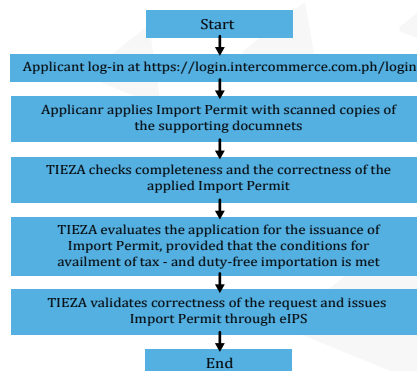 Start
Applicant log-in at https://login.intercommerce.com.ph/login
Applicanr applies Import Permit with scanned copies of
the supporting documnets
TIEZA checks completeness and the correctness of the
applied Import Permit
TIEZA evaluates the application for the issuance of
Import Permit, provided that the conditions for
availment of tax - and duty-free importation is met
TIEZA validates correctness of the request and issues
Import Permit through eIPS
End